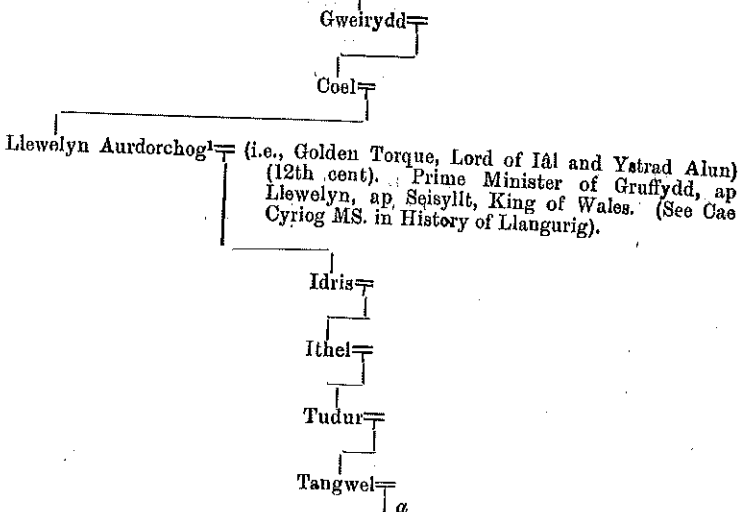 Gweirydd=
Coel=
Llewelyn Aurdorchog¹= (i.e., Golden Torque, Lord of Iâl and Ystrad Alun)
(12th cent). Prime Minister of Gruffydd, ap
Llewelyn, ap, Seisyllt, King of Wales. (See Cae
Cyriog MS. in History of Llangurig).
Idris=
Ithel=
Tudur=
Tangwel=
a